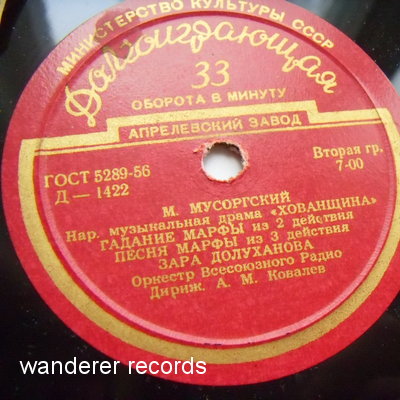 МИНИСТЕРСТВО КУЛЬТУРЫ СССР
Долгоиграющая
33
ОБОРОТА В МИНУТУ
АПРЕЛЕВСКИЙ ЗАВОД
ГОСТ 5289-56
Д — 1422
Вторая гр.
7-00
М. МУСОРГСКИЙ
Нар. музыкальная драма «ХОВАНЩИНА»
ГАДАНИЕ МАРФЫ из 2 действия
ПЕСНЯ МАРФЫ из 3 действия
ЗАРА ДОЛУХАНОВА
Оркестр Всесоюзного Радио
Дириж. А. М. Ковалев
wanderer records